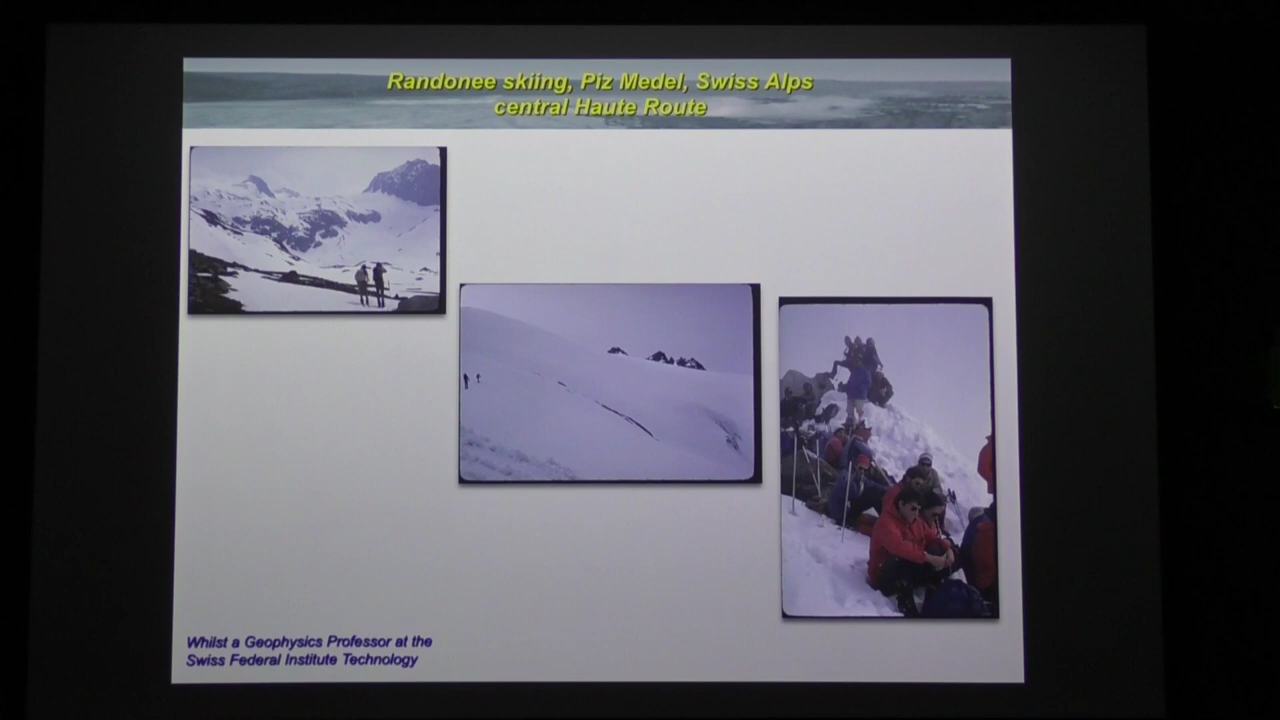 Randonee skiing, Piz Medel, Swiss Alps
central Haute Route
Whilst a Geophysics Professor at the
Swiss Federal Institute Technology